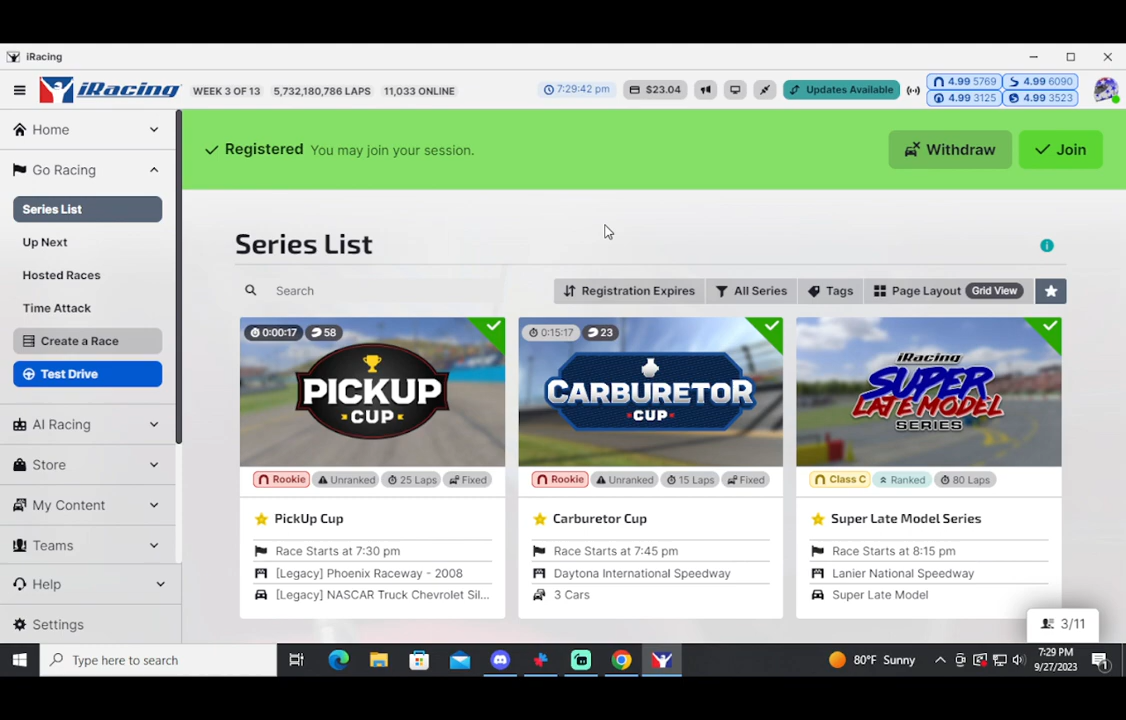 iRacing
iRacing WEEK 3 OF 13 5,732,180,786 LAPS 11,033 ONLINE 7:29:42 pm $23.04 Updates Available 4.99 5769 4.99 6090
4.99 3125 4.99 3523
Home
Registered You may join your session. Withdraw Join
Go Racing
Series List
Up Next
Hosted Races
Time Attack
Create a Race
Test Drive
AI Racing
Store
My Content
Teams
Help
Settings
Series List
Search Registration Expires All Series Tags Page Layout Grid View
0:00:17 58
PICKUP
CUP
Rookie Unranked 25 Laps Fixed
PickUp Cup
Race Starts at 7:30 pm
[Legacy] Phoenix Raceway - 2008
[Legacy] NASCAR Truck Chevrolet Sil...
0:15:17 23
CARBURETOR
CUP
Rookie Unranked 15 Laps Fixed
Carburetor Cup
Race Starts at 7:45 pm
Daytona International Speedway
3 Cars
iRacing
SUPER
LATE MODEL
SERIES
Class C Ranked 80 Laps
Super Late Model Series
Race Starts at 8:15 pm
Lanier National Speedway
Super Late Model
3/11
Type here to search 80°F Sunny 7:29 PM
9/27/2023
1